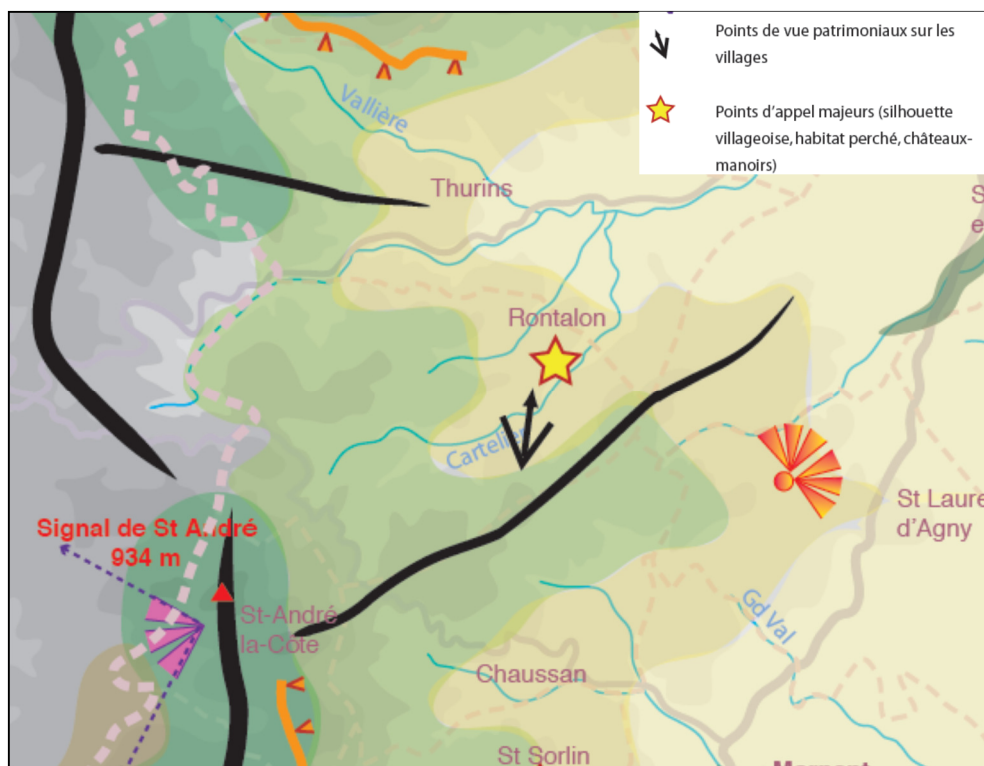 Points de vue patrimoniaux sur les
villages
Points d'appel majeurs (silhouette
villageoise, habitat perché, châteaux-
manoirs)
Vallière
Thurins
Rontalon
Cartelier
St Laure
d'Agny
Signal de St André
934 m
St-André
la-Côte
Gd Val
Chaussan
St Sorlin